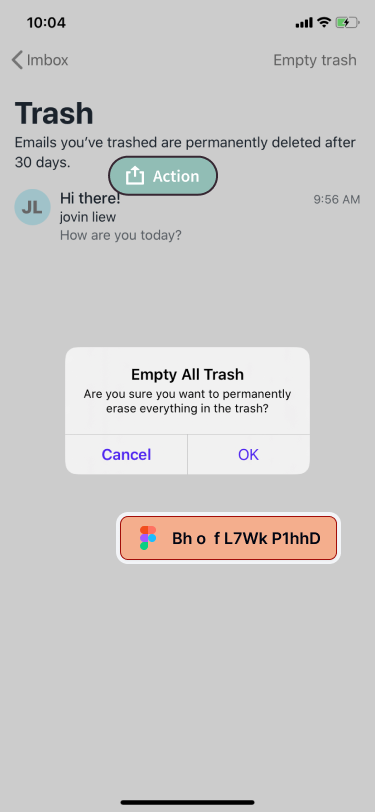 10:04
Imbox
Empty trash
Trash
Emails you’ve trashed are permanently deleted after
30 days.
Action
Hi there!
9:56 AM
JL
jovin liew
How are you today?
Empty All Trash
Are you sure you want to permanently
erase everything in the trash?
Cancel
OK
Bh o f L7Wk P1hhD